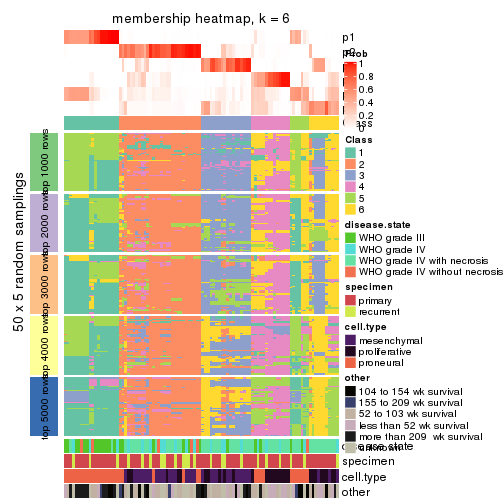 membership heatmap, k = 6
p1
p2
Prob
1
0.8
0.6
0.4
0.2
0
Class
1
2
3
4
5
6
disease.state
WHO grade III
WHO grade IV
WHO grade IV with necrosis
WHO grade IV without necrosis
specimen
primary
recurrent
cell.type
mesenchymal
proliferative
proneural
other
104 to 154 wk survival
155 to 209 wk survival
52 to 103 wk survival
less than 52 wk survival
more than 209 wk survival
50 x 5 random samplings
top 1000 rows
top 2000 rows
top 3000 rows
top 4000 rows
top 5000 rows
disease.state
specimen
cell.type
other